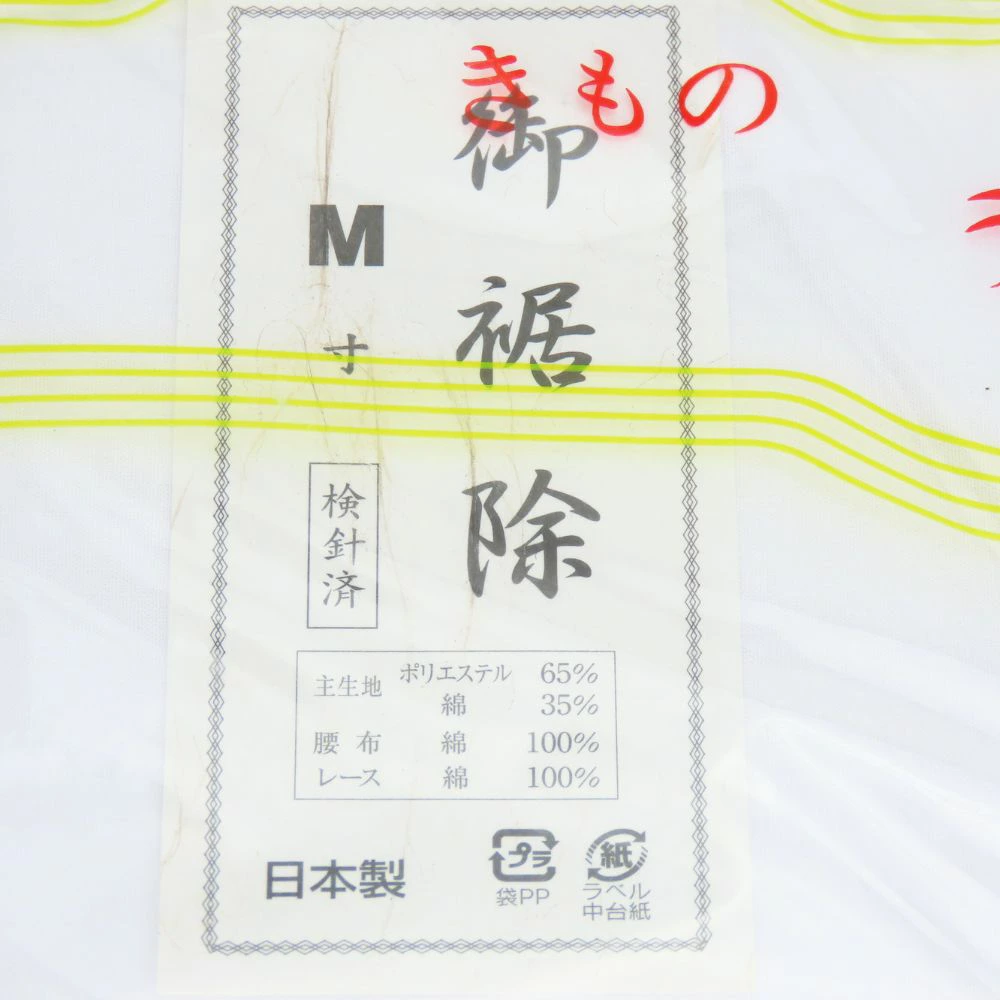 きもの
御裾除
M
寸
検針済
主生地 ポリエステル 65%
綿 35%
腰布 綿 100%
レース 綿 100%
日本製
プラ
袋PP
紙
ラベル
中台紙